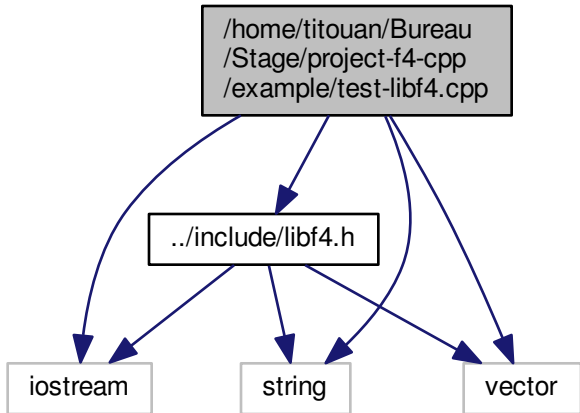 /home/titouan/Bureau
/Stage/project-f4-cpp
/example/test-libf4.cpp
../include/libf4.h
iostream
string
vector